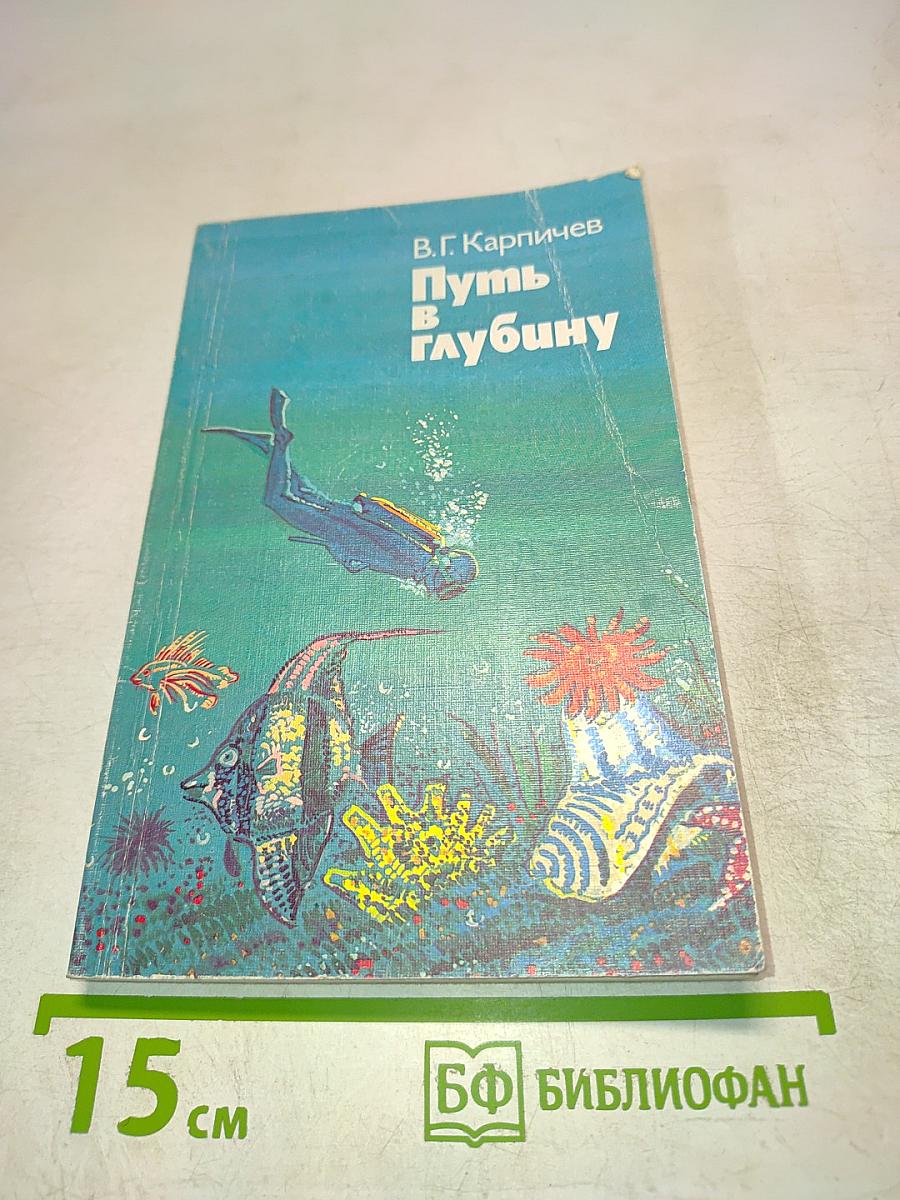 В. Г. Карпичев
Путь
в
глубину
15 см
БФ БИБЛИОФАН